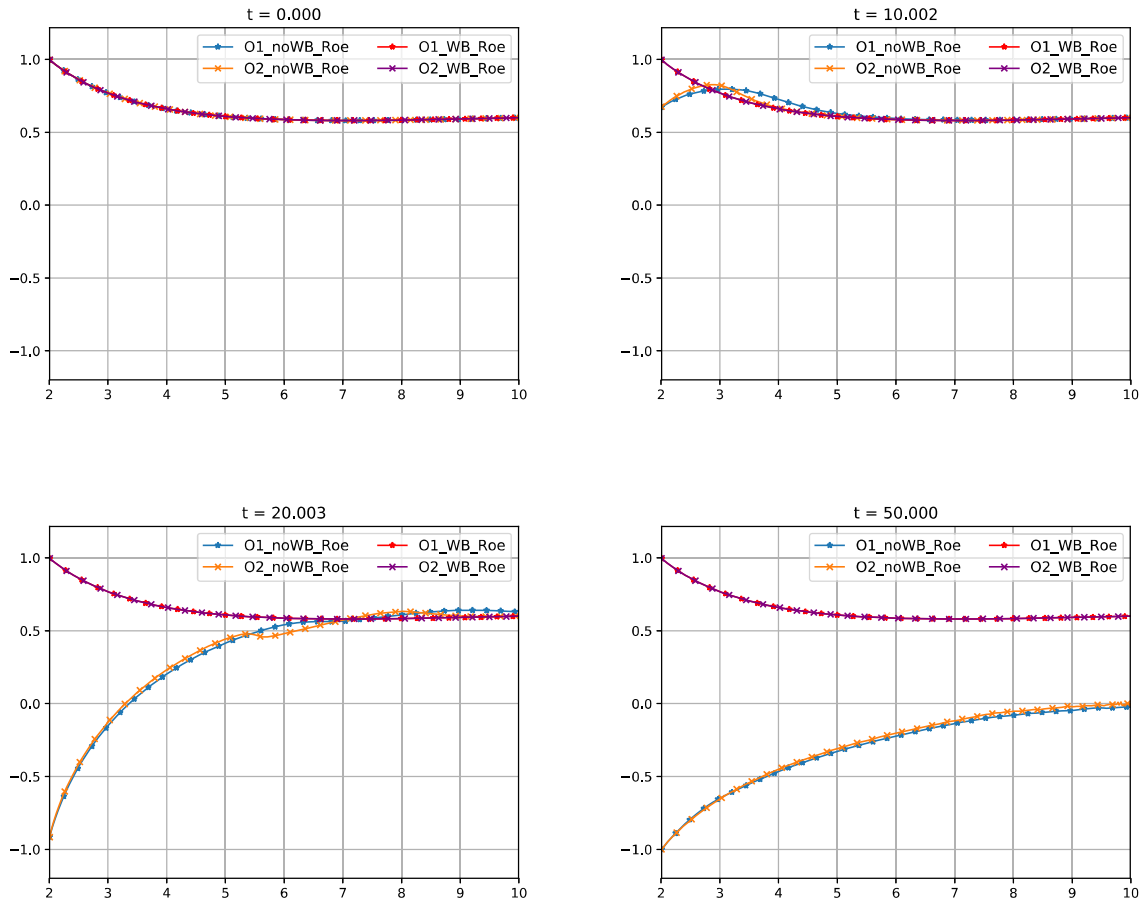 t = 0.000
O1_noWB_Roe O1_WB_Roe
O2_noWB_Roe O2_WB_Roe
1.0
0.5
0.0
−0.5
−1.0
2 3 4 5 6 7 8 9 10
t = 10.002
O1_noWB_Roe O1_WB_Roe
O2_noWB_Roe O2_WB_Roe
1.0
0.5
0.0
−0.5
−1.0
2 3 4 5 6 7 8 9 10
t = 20.003
O1_noWB_Roe O1_WB_Roe
O2_noWB_Roe O2_WB_Roe
1.0
0.5
0.0
−0.5
−1.0
2 3 4 5 6 7 8 9 10
t = 50.000
O1_noWB_Roe O1_WB_Roe
O2_noWB_Roe O2_WB_Roe
1.0
0.5
0.0
−0.5
−1.0
2 3 4 5 6 7 8 9 10